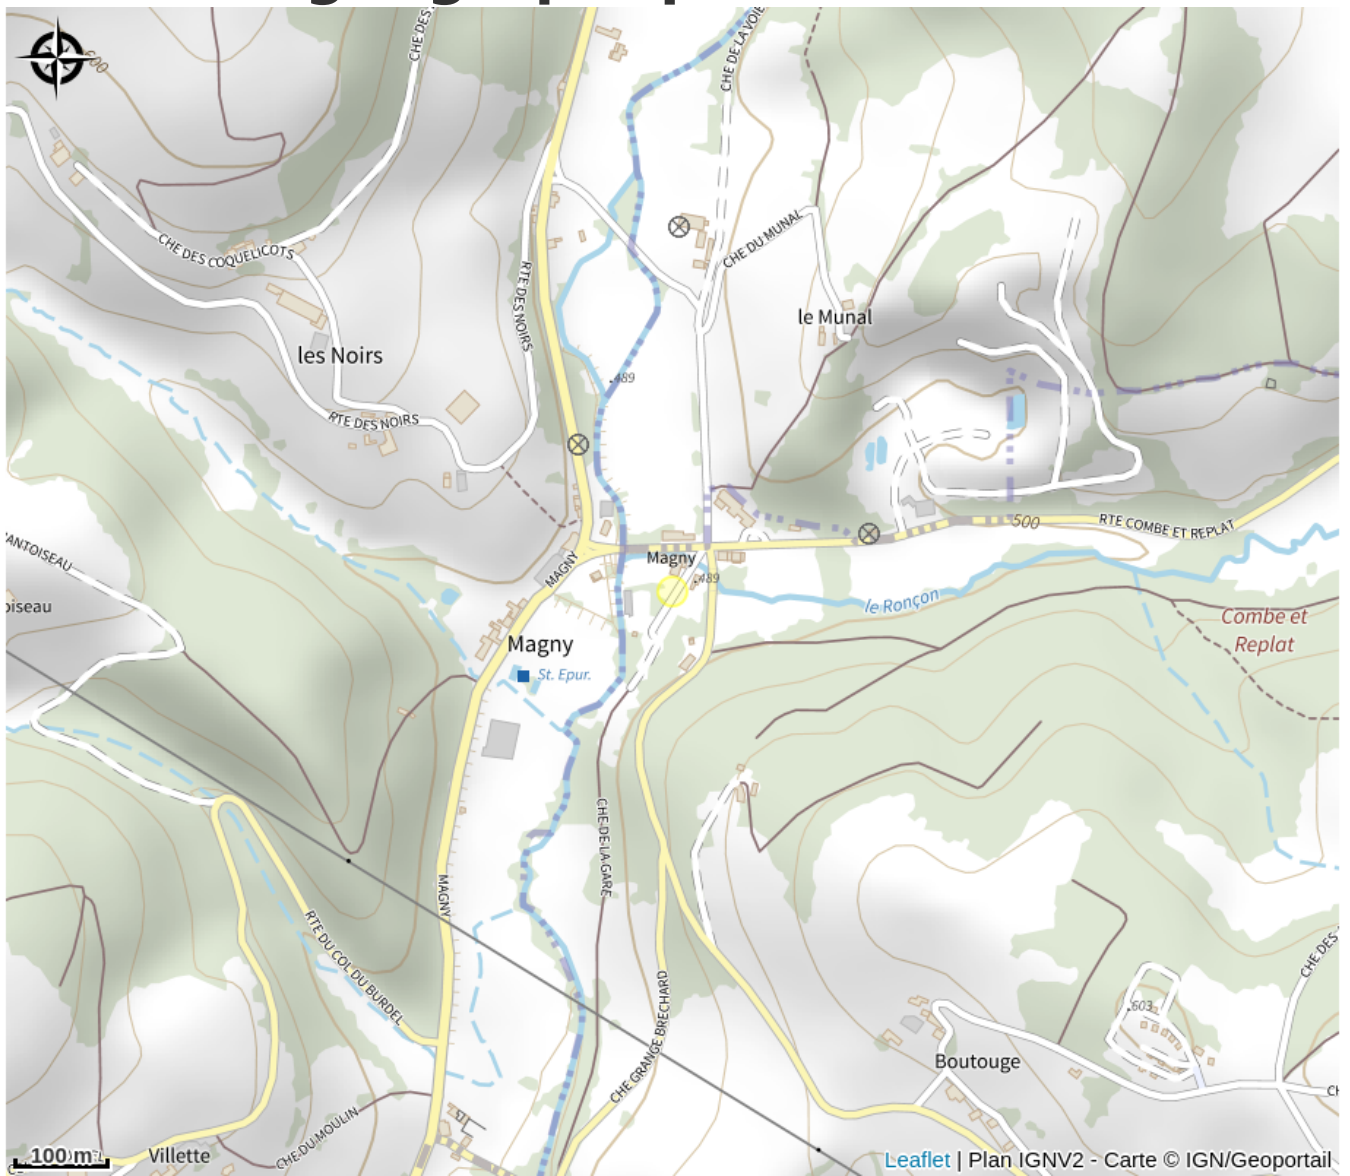 CHE DES
CHE DE LA VOIE
CHE DES COQUELICOTS
CHE DU MUNAL
RTE DES NOIRS
le Munal
les Noirs
489
RTE DES NOIRS
500
RTE COMBE ET REPLAT
Magny
MAGNY
489
le Ronçon
Combe et
Replat
Magny
St. Epur.
CHE DE LA GARE
MAGNY
RTE DU COL DU BURDEL
CHE DES
603
CHE GRANGE BRECHARD
Boutouge
CHE DU MOULIN
Villette
100 m
Leaflet | Plan IGNV2 - Carte © IGN/Geoportail